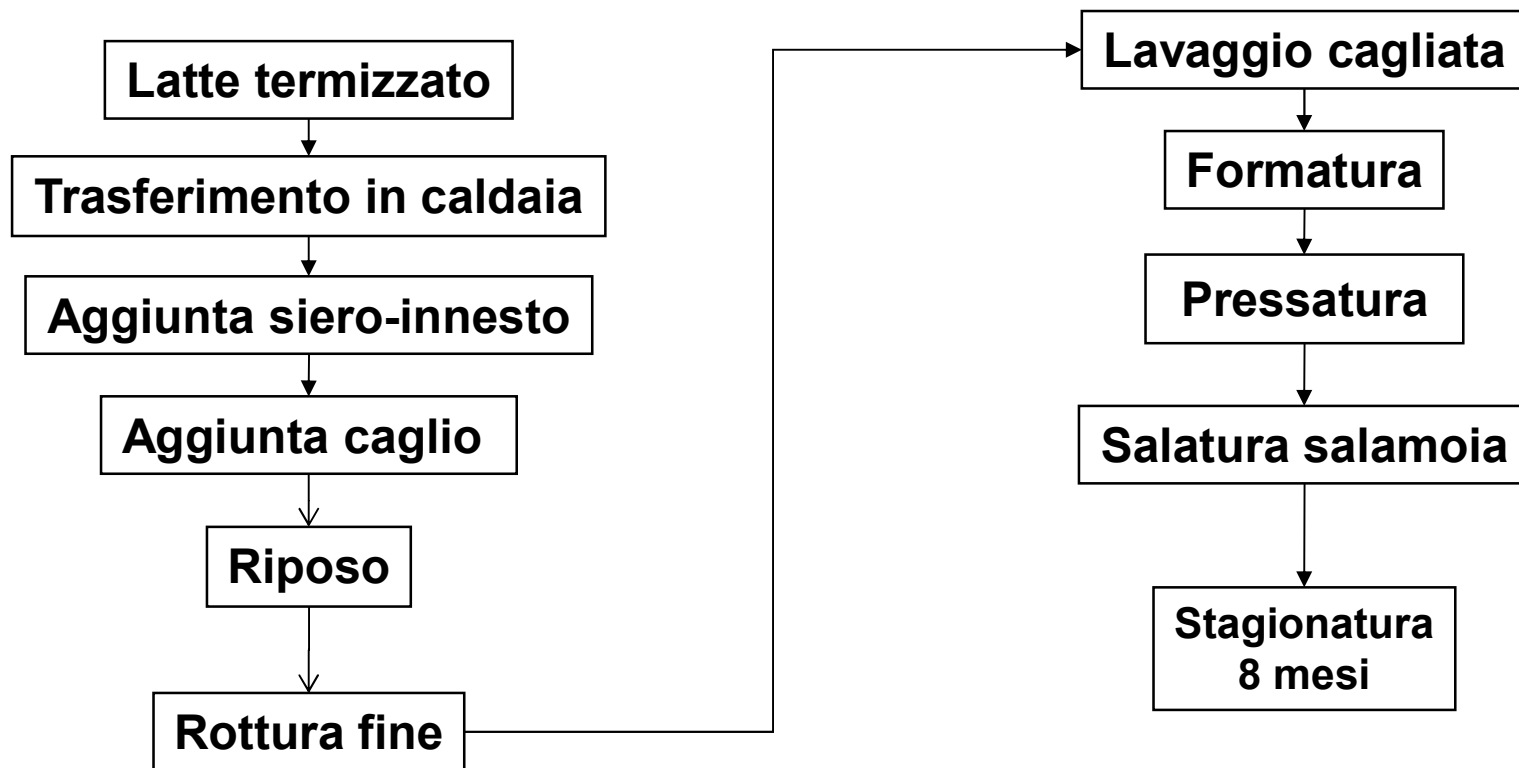 Latte termizzato
Trasferimento in caldaia
Aggiunta siero-innesto
Aggiunta caglio
Riposo
Rottura fine
Lavaggio cagliata
Formatura
Pressatura
Salatura salamoia
Stagionatura
8 mesi